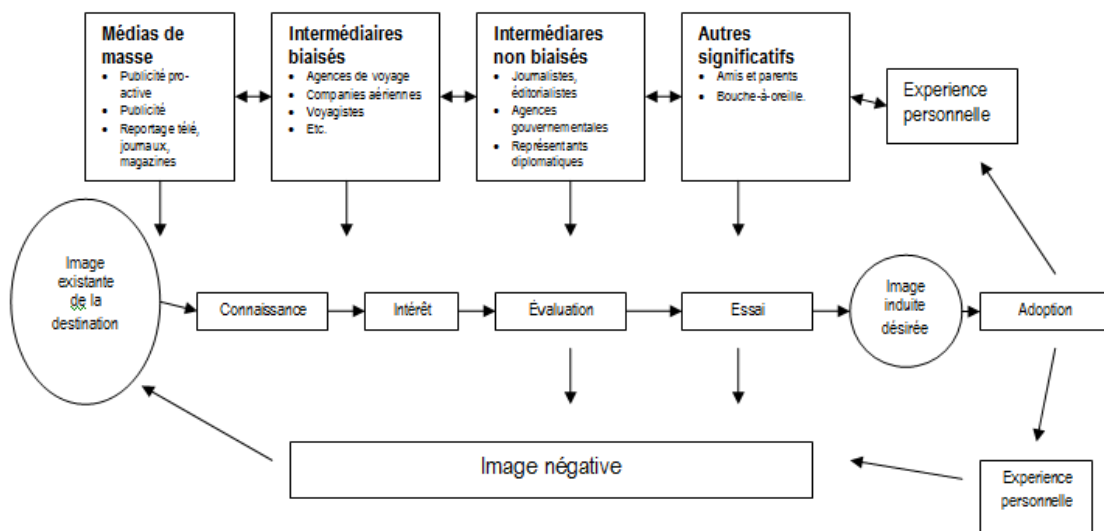 Médias de
masse
• Publicité pro-
active
• Publicité
• Reportage télé,
journaux,
magazines
Intermédiaires
biaisés
• Agences de voyage
• Companies aériennes
• Voyagistes
• Etc.
Intermédiares
non biaisés
• Journalistes,
éditorialistes
• Agences
gouvernementales
• Représentants
diplomatiques
Autres
significatifs
• Amis et parents
• Bouche-à-oreille.
Experience
personnelle
Image
existante
de la
destination
Connaissance
Intérêt
Évaluation
Essai
Image
induite
désirée
Adoption
Image négative
Experience
personnelle